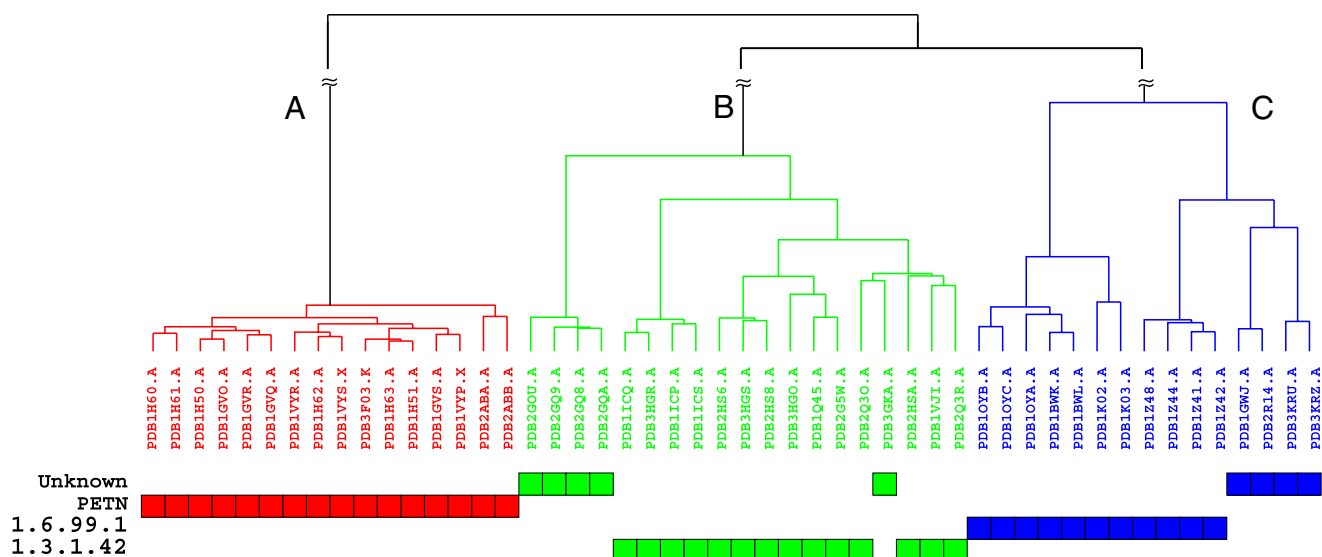 A
B
C
PDB1H60.A
PDB1H61.A
PDB1H50.A
PDB1GVO.A
PDB1GVR.A
PDB1GVQ.A
PDB1VYR.A
PDB1H62.A
PDB1VYS.X
PDB3F03.K
PDB1H63.A
PDB1H51.A
PDB1GVS.A
PDB1VYP.X
PDB2ABA.A
PDB2ABB.A
PDB2GOU.A
PDB2GQ9.A
PDB2GQ8.A
PDB2GQA.A
PDB1ICQ.A
PDB3HGR.A
PDB1ICP.A
PDB1ICS.A
PDB2HS6.A
PDB3HGS.A
PDB2HS8.A
PDB3HGO.A
PDB1Q45.A
PDB2G5W.A
PDB2Q3O.A
PDB3GKA.A
PDB2HSA.A
PDB1VJI.A
PDB2Q3R.A
PDB1OYB.A
PDB1OYC.A
PDB1OYA.A
PDB1BWK.A
PDB1BWL.A
PDB1K02.A
PDB1K03.A
PDB1Z48.A
PDB1Z44.A
PDB1Z41.A
PDB1Z42.A
PDB1GWJ.A
PDB2R14.A
PDB3KRU.A
PDB3KRZ.A
Unknown
PETN
1.6.99.1
1.3.1.42